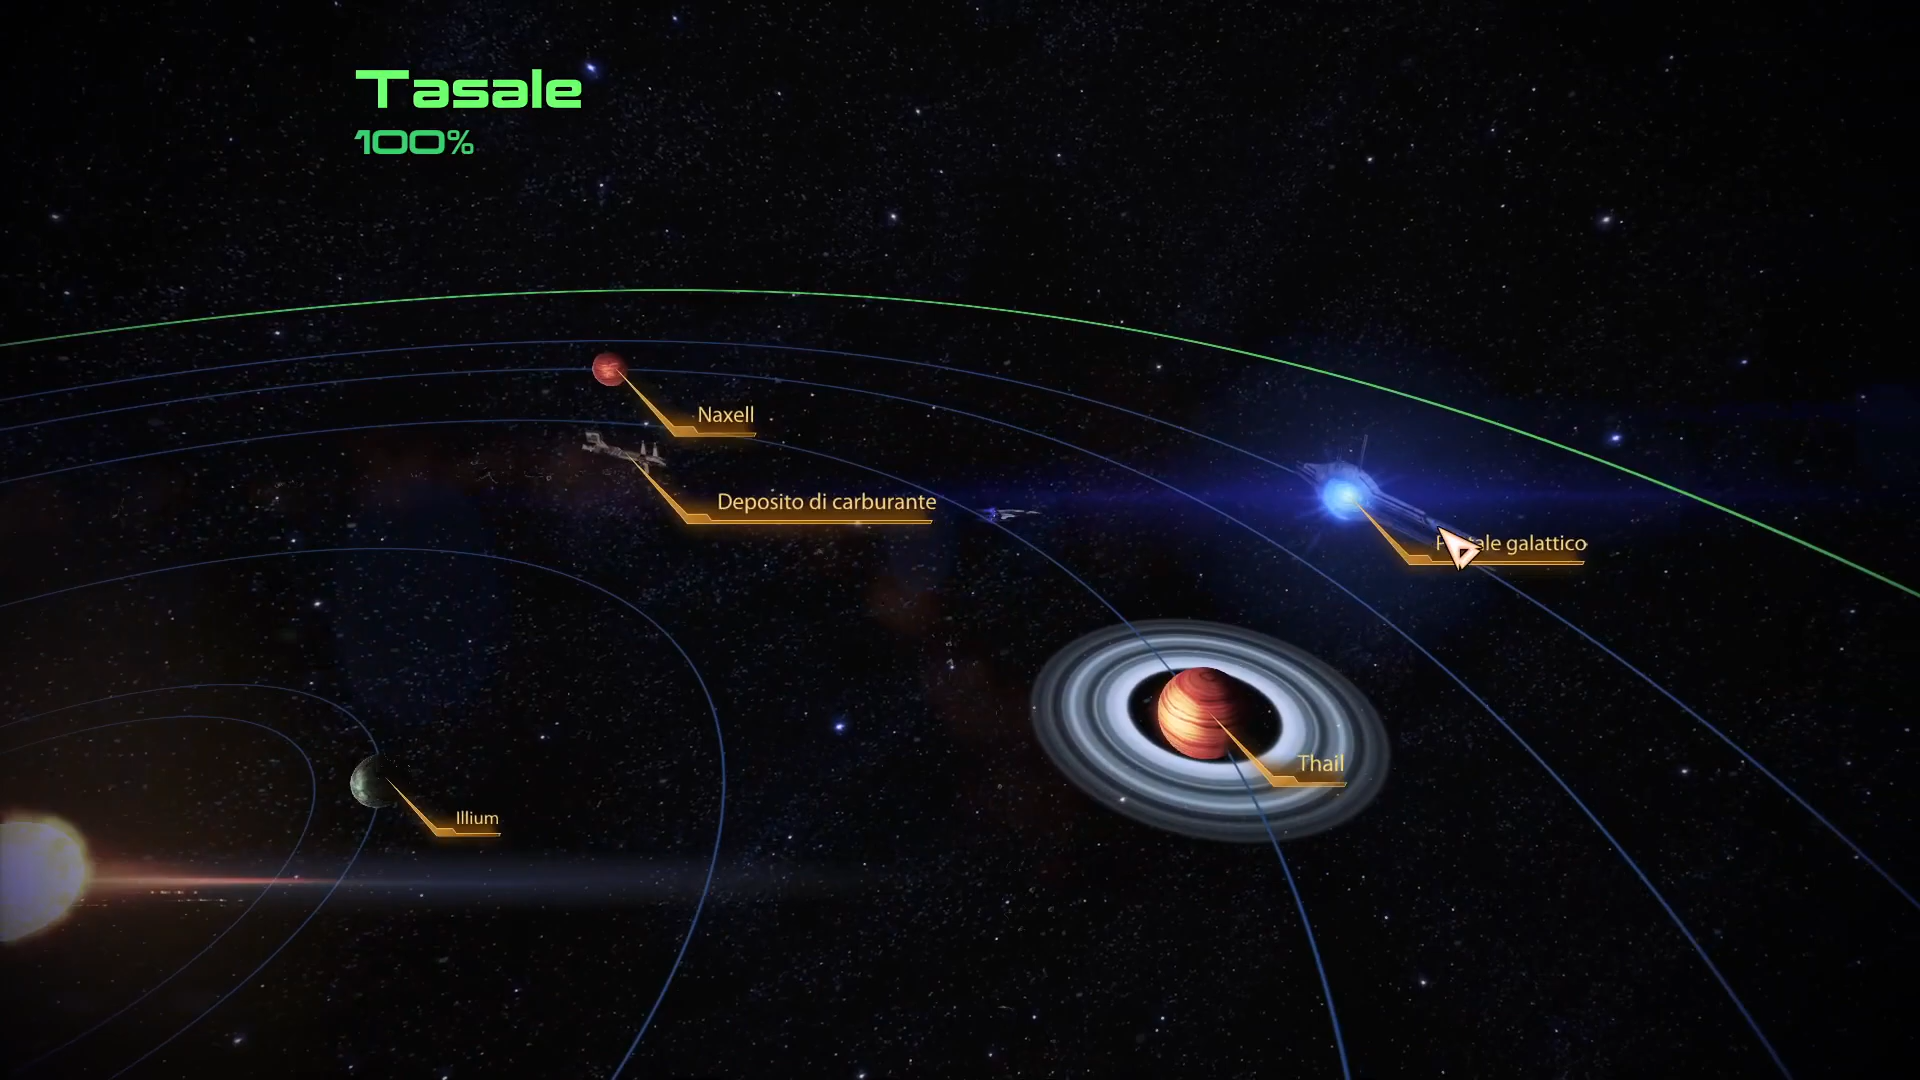 Tasale
100%
Naxell
Deposito di carburante
galattico
Thail
Illium